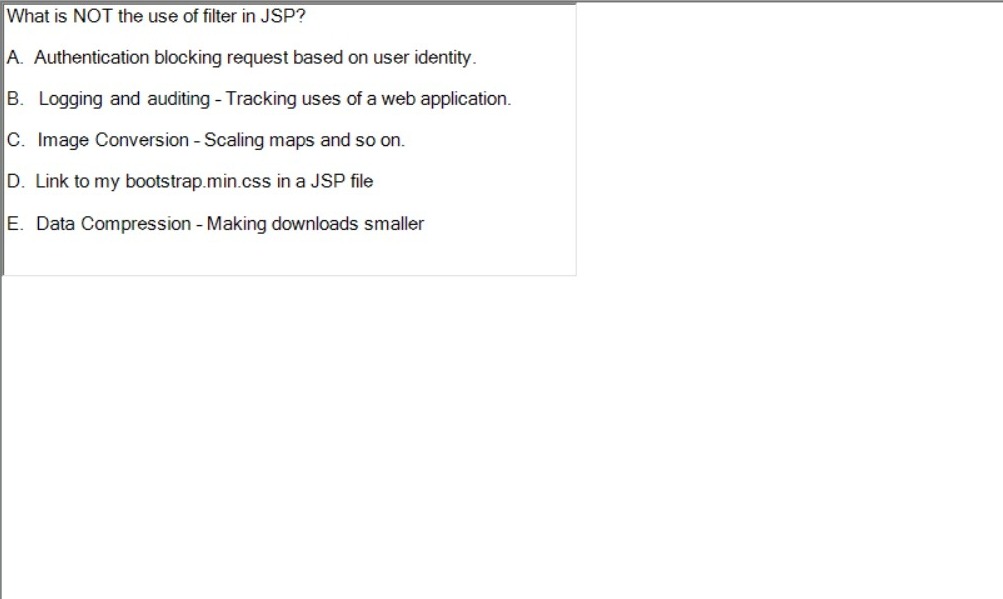 What is NOT the use of filter in JSP?
A. Authentication blocking request based on user identity.
B. Logging and auditing - Tracking uses of a web application.
C. Image Conversion - Scaling maps and so on.
D. Link to my bootstrap.min.css in a JSP file
E. Data Compression - Making downloads smaller